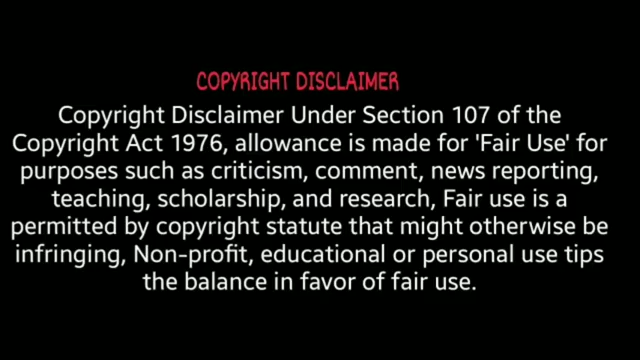 COPYRIGHT DISCLAIMER
Copyright Disclaimer Under Section 107 of the
Copyright Act 1976, allowance is made for 'Fair Use' for
purposes such as criticism, comment, news reporting,
teaching, scholarship, and research, Fair use is a
permitted by copyright statute that might otherwise be
infringing, Non-profit, educational or personal use tips
the balance in favor of fair use.